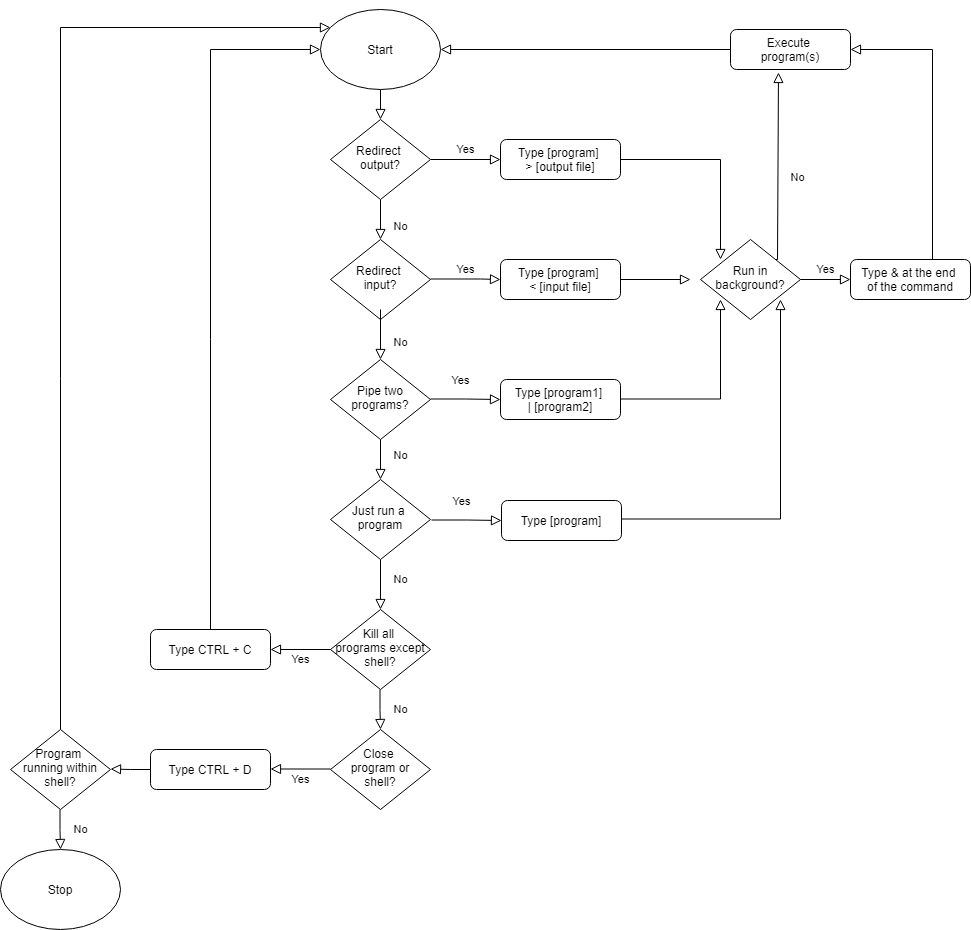 Start
Execute
program(s)
Redirect
output?
Yes
Type [program]
> [output file]
No
No
Redirect
input?
Yes
Type [program]
< [input file]
Run in
background?
Yes
Type & at the end
of the command
No
Pipe two
programs?
Yes
Type [program1]
| [program2]
No
Just run a
program
Yes
Type [program]
No
Kill all
programs except
shell?
Yes
Type CTRL + C
No
Close
program or
shell?
Yes
Type CTRL + D
Program
running within
shell?
No
Stop